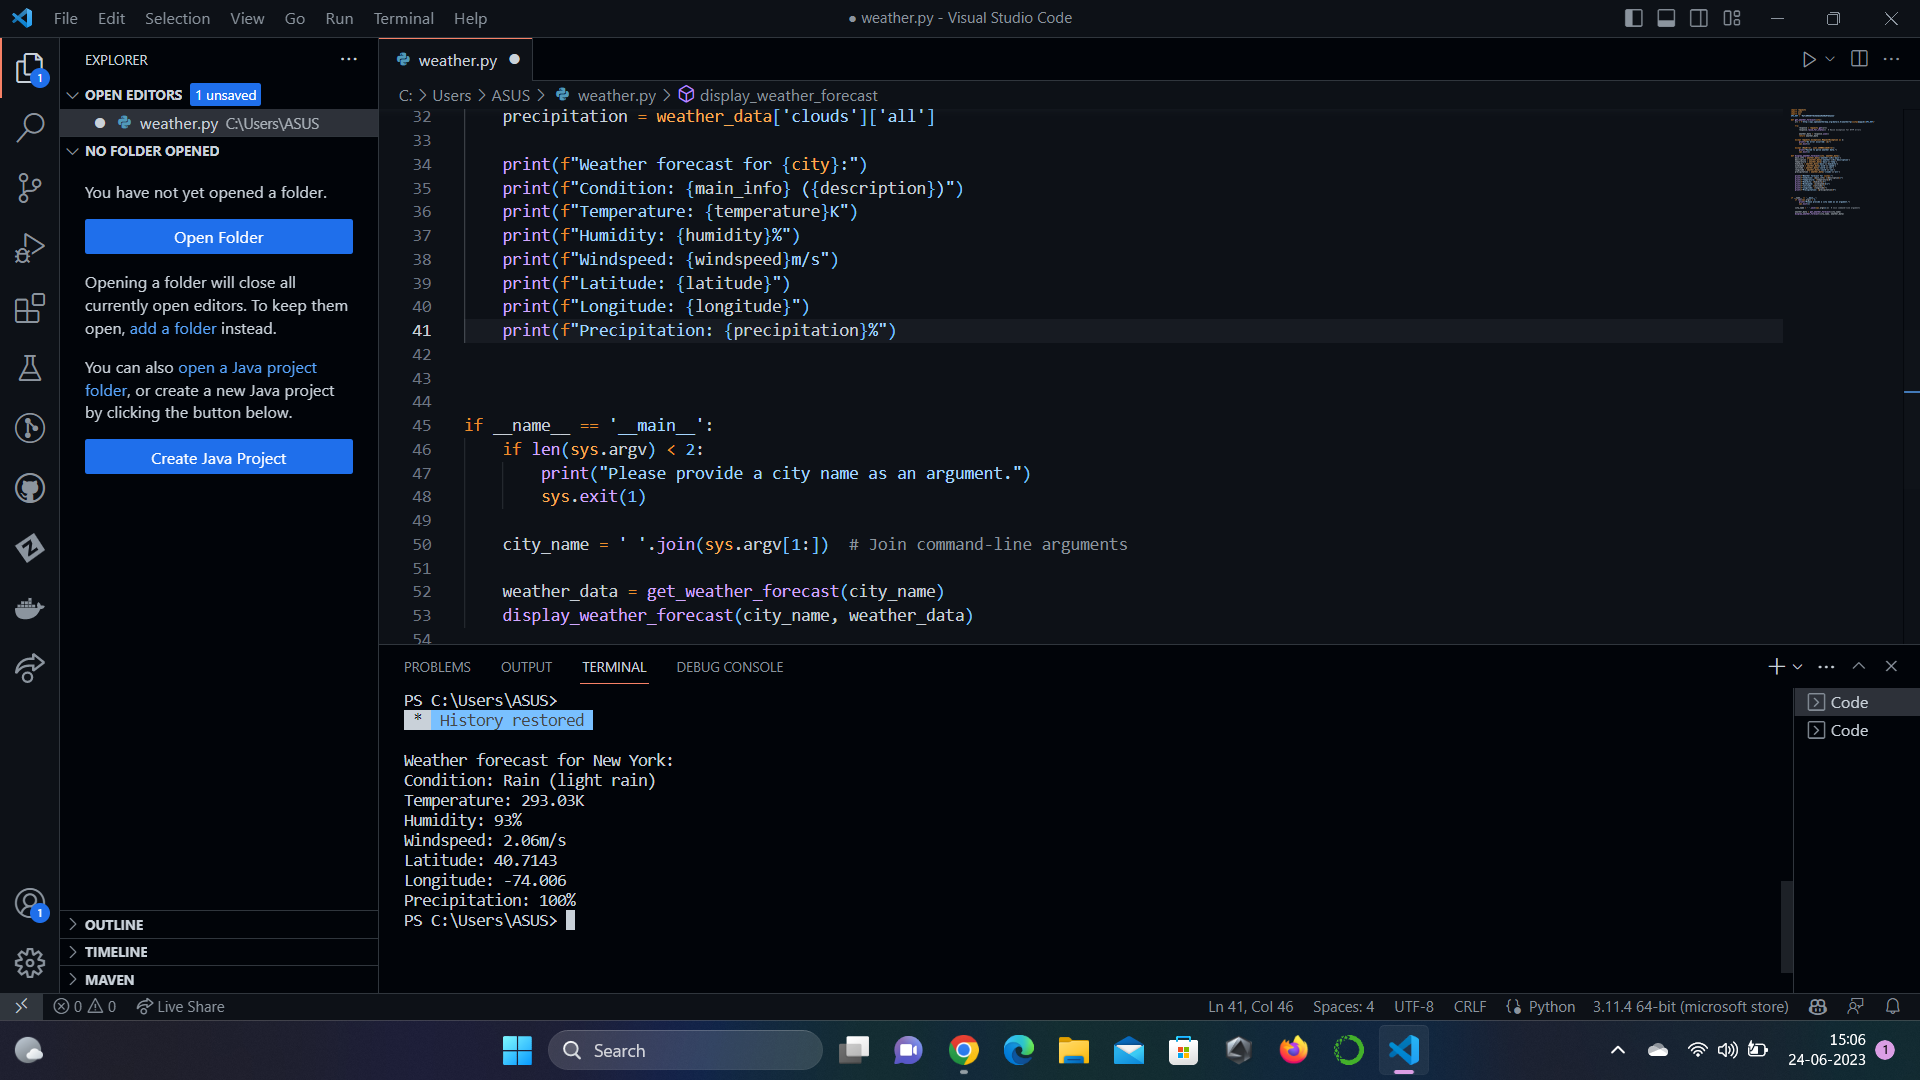 File Edit Selection View Go Run Terminal Help
● weather.py - Visual Studio Code
EXPLORER
OPEN EDITORS 1 unsaved
weather.py C:\Users\ASUS
NO FOLDER OPENED
You have not yet opened a folder.
Open Folder
Opening a folder will close all
currently open editors. To keep them
open, add a folder instead.
You can also open a Java project
folder, or create a new Java project
by clicking the button below.
Create Java Project
OUTLINE
TIMELINE
MAVEN
1
1
weather.py
C: > Users > ASUS > weather.py > display_weather_forecast
32 precipitation = weather_data['clouds']['all']
33
34 print(f"Weather forecast for {city}:")
35 print(f"Condition: {main_info} ({description})")
36 print(f"Temperature: {temperature}K")
37 print(f"Humidity: {humidity}%")
38 print(f"Windspeed: {windspeed}m/s")
39 print(f"Latitude: {latitude}")
40 print(f"Longitude: {longitude}")
41 print(f"Precipitation: {precipitation}%")
42
43
44
45 if __name__ == '__main__':
46 if len(sys.argv) < 2:
47 print("Please provide a city name as an argument.")
48 sys.exit(1)
49
50 city_name = ' '.join(sys.argv[1:]) # Join command-line arguments
51
52 weather_data = get_weather_forecast(city_name)
53 display_weather_forecast(city_name, weather_data)
54
PROBLEMS OUTPUT TERMINAL DEBUG CONSOLE
PS C:\Users\ASUS>
* History restored
Weather forecast for New York:
Condition: Rain (light rain)
Temperature: 293.03K
Humidity: 93%
Windspeed: 2.06m/s
Latitude: 40.7143
Longitude: -74.006
Precipitation: 100%
PS C:\Users\ASUS>
Code
Code
0 0 Live Share
Ln 41, Col 46 Spaces: 4 UTF-8 CRLF Python 3.11.4 64-bit (microsoft store)
Search
15:06
24-06-2023
1